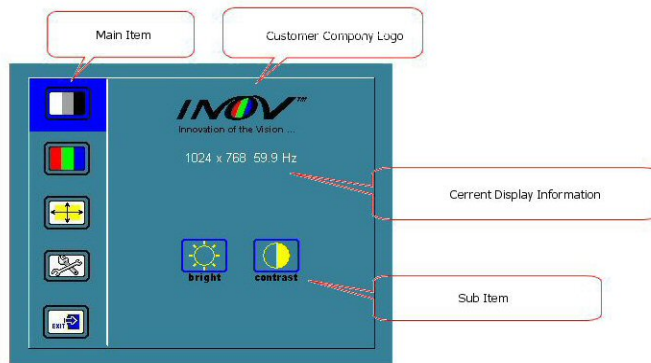 Main Item
Customer Company Logo
INOV™
Innovation of the Vision ...
1024 x 768 59.9 Hz
Cerrent Display Information
bright
contrast
Sub Item
EXIT